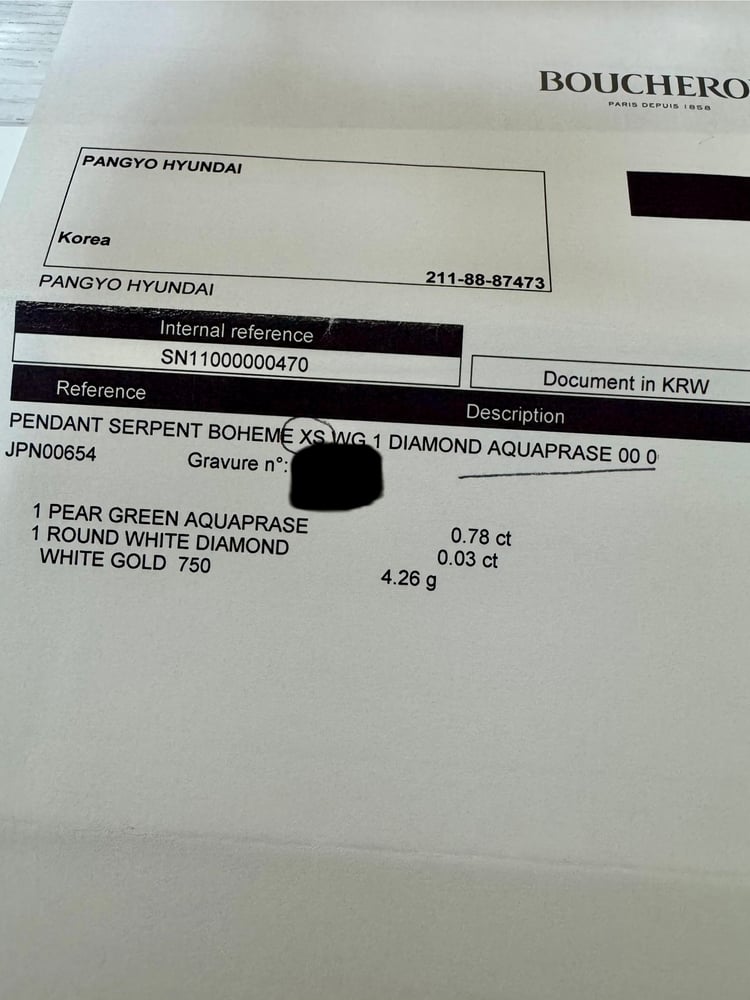 BOUCHERO
PARIS DEPUIS 1858
PANGYO HYUNDAI
Korea
211-88-87473
PANGYO HYUNDAI
Internal reference
SN11000000470
Document in KRW
Reference
Description
PENDANT SERPENT BOHEME XS WG 1 DIAMOND AQUAPRASE 00 0
JPN00654
Gravure n°:
1 PEAR GREEN AQUAPRASE 0.78 ct
1 ROUND WHITE DIAMOND 0.03 ct
WHITE GOLD 750 4.26 g